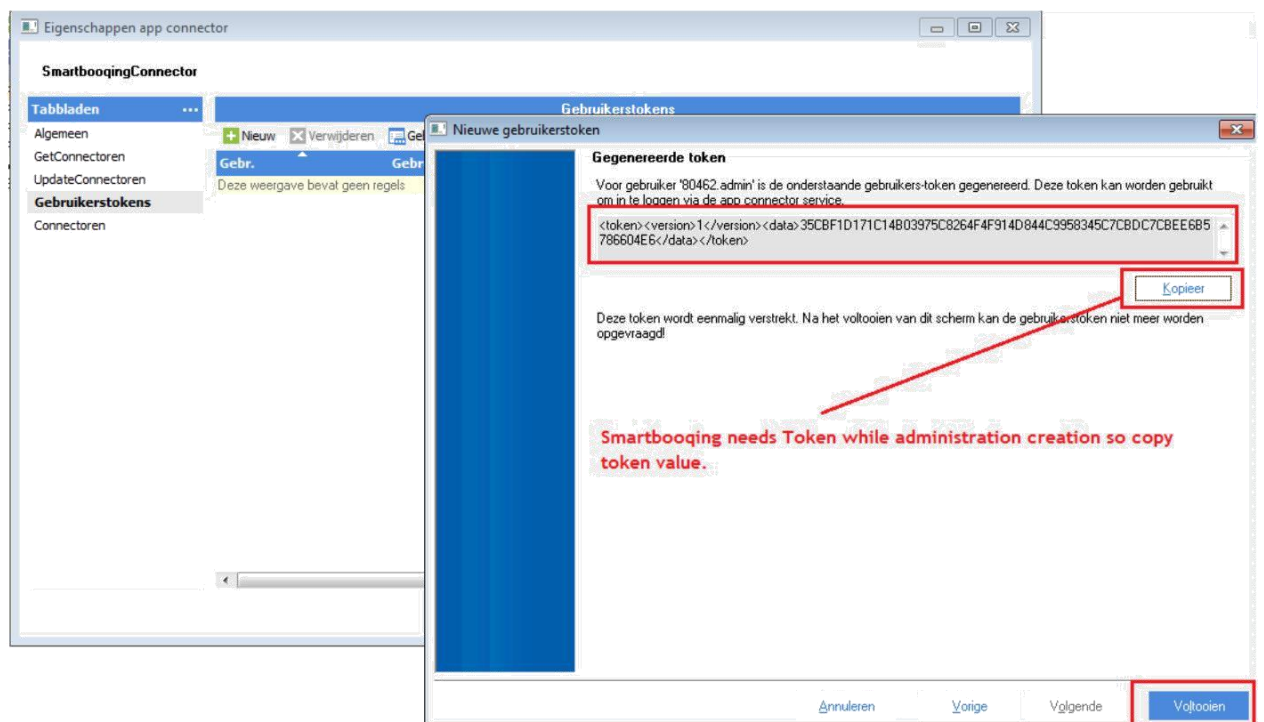 Eigenschappen app connector
SmartbooqingConnector
Tabbladen ...
Algemeen
GetConnectoren
UpdateConnectoren
Gebruikerstokens
Connectoren
Gebruikerstokens
Nieuw Verwijderen Gel
Gebr. Gebr
Deze weergave bevat geen regels
Nieuwe gebruikerstoken
Gegenereerde token
Voor gebruiker '80462.admin' is de onderstaande gebruikers-token gegenereerd. Deze token kan worden gebruikt
om in te loggen via de app connector service.
<token><version>1</version><data>35CBF1D171C14B03975C8264F4F914D844C9958345C7CBDC7CBEE6B5
786604E6</data></token>
Kopieer
Deze token wordt eenmalig verstrekt. Na het voltooien van dit scherm kan de gebruikerstoken niet meer worden
opgevraagd!
Smartbooqing needs Token while administration creation so copy
token value.
Annuleren Vorige Volgende Voltooien